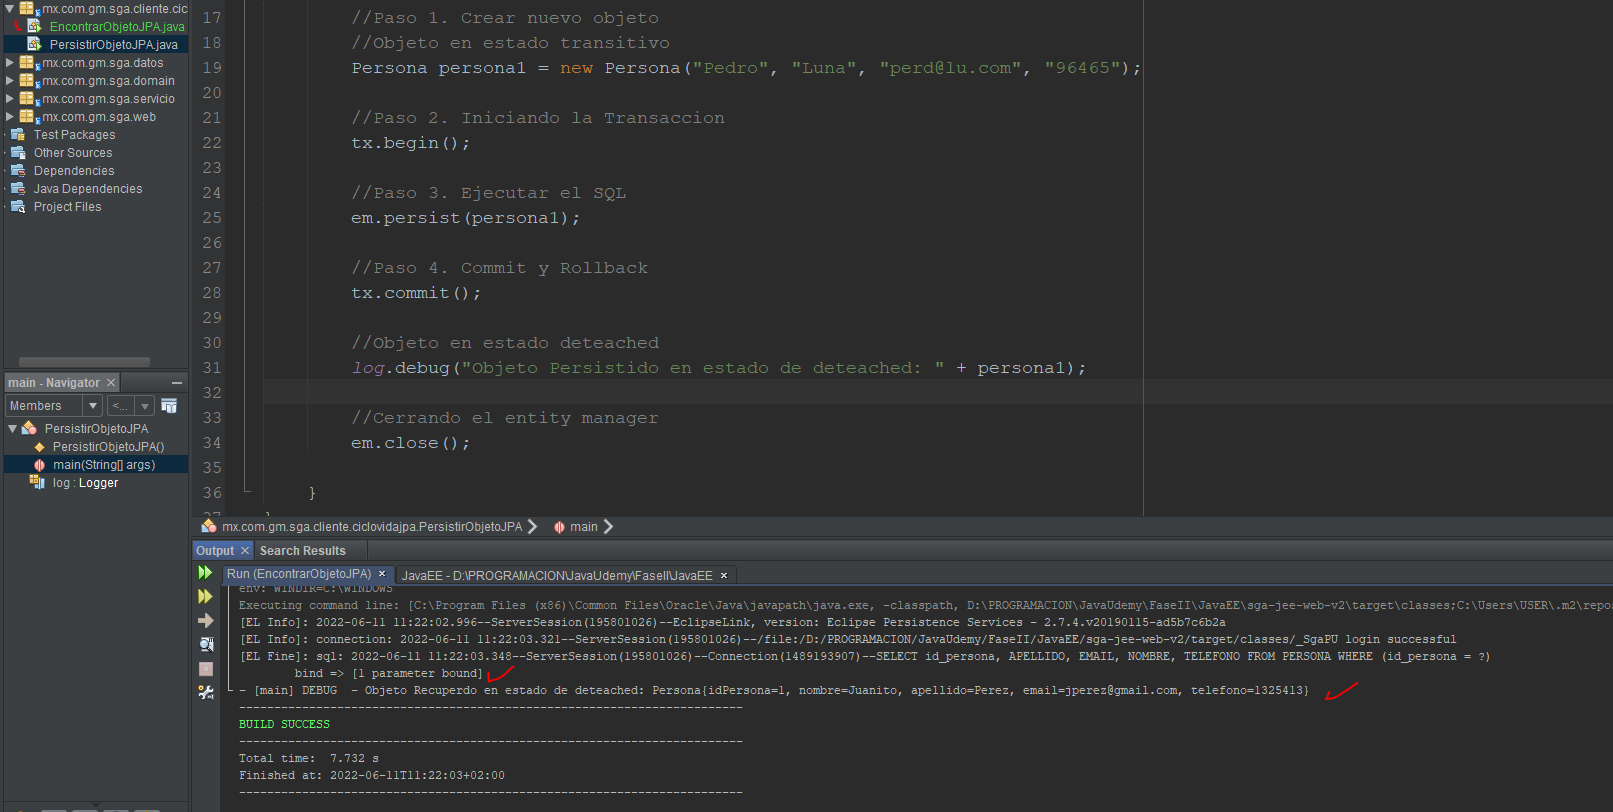 mx.com.gm.sga.cliente.cic
EncontrarObjetoJPA.java
PersistirObjetoJPA.java
mx.com.gm.sga.datos
mx.com.gm.sga.domain
mx.com.gm.sga.servicio
mx.com.gm.sga.web
Test Packages
Other Sources
Dependencies
Java Dependencies
Project Files
main - Navigator
Members
<...
PersistirObjetoJPA
PersistirObjetoJPA()
main(String[] args)
log : Logger
17 //Paso 1. Crear nuevo objeto
18 //Objeto en estado transitivo
19 Persona persona1 = new Persona("Pedro", "Luna", "perd@lu.com", "96465");
20
21 //Paso 2. Iniciando la Transaccion
22 tx.begin();
23
24 //Paso 3. Ejecutar el SQL
25 em.persist(persona1);
26
27 //Paso 4. Commit y Rollback
28 tx.commit();
29
30 //Objeto en estado deteached
31 log.debug("Objeto Persistido en estado de deteached: " + persona1);
32
33 //Cerrando el entity manager
34 em.close();
35
36 }
37 }
mx.com.gm.sga.cliente.ciclovidajpa.PersistirObjetoJPA main
Output Search Results
Run (EncontrarObjetoJPA) JavaEE - D:\PROGRAMACION\JavaUdemy\FaseII\JavaEE
env: WINDIR=C:\WINDOWS
Executing command line: [C:\Program Files (x86)\Common Files\Oracle\Java\javapath\java.exe, -classpath, D:\PROGRAMACION\JavaUdemy\FaseII\JavaEE\sga-jee-web-v2\target\classes;C:\Users\USER\.m2\repos
[EL Info]: 2022-06-11 11:22:02.996--ServerSession(195801026)--EclipseLink, version: Eclipse Persistence Services - 2.7.4.v20190115-ad5b7c6b2a
[EL Info]: connection: 2022-06-11 11:22:03.321--ServerSession(195801026)--/file:/D:/PROGRAMACION/JavaUdemy/FaseII/JavaEE/sga-jee-web-v2/target/classes/_SgaPU login successful
[EL Fine]: sql: 2022-06-11 11:22:03.348--ServerSession(195801026)--Connection(1489193907)--SELECT id_persona, APELLIDO, EMAIL, NOMBRE, TELEFONO FROM PERSONA WHERE (id_persona = ?)
bind => [1 parameter bound]
- [main] DEBUG - Objeto Recuperdo en estado de deteached: Persona{idPersona=1, nombre=Juanito, apellido=Perez, email=jperez@gmail.com, telefono=1325413}
------------------------------------------------------------------------
BUILD SUCCESS
------------------------------------------------------------------------
Total time: 7.732 s
Finished at: 2022-06-11T11:22:03+02:00
------------------------------------------------------------------------